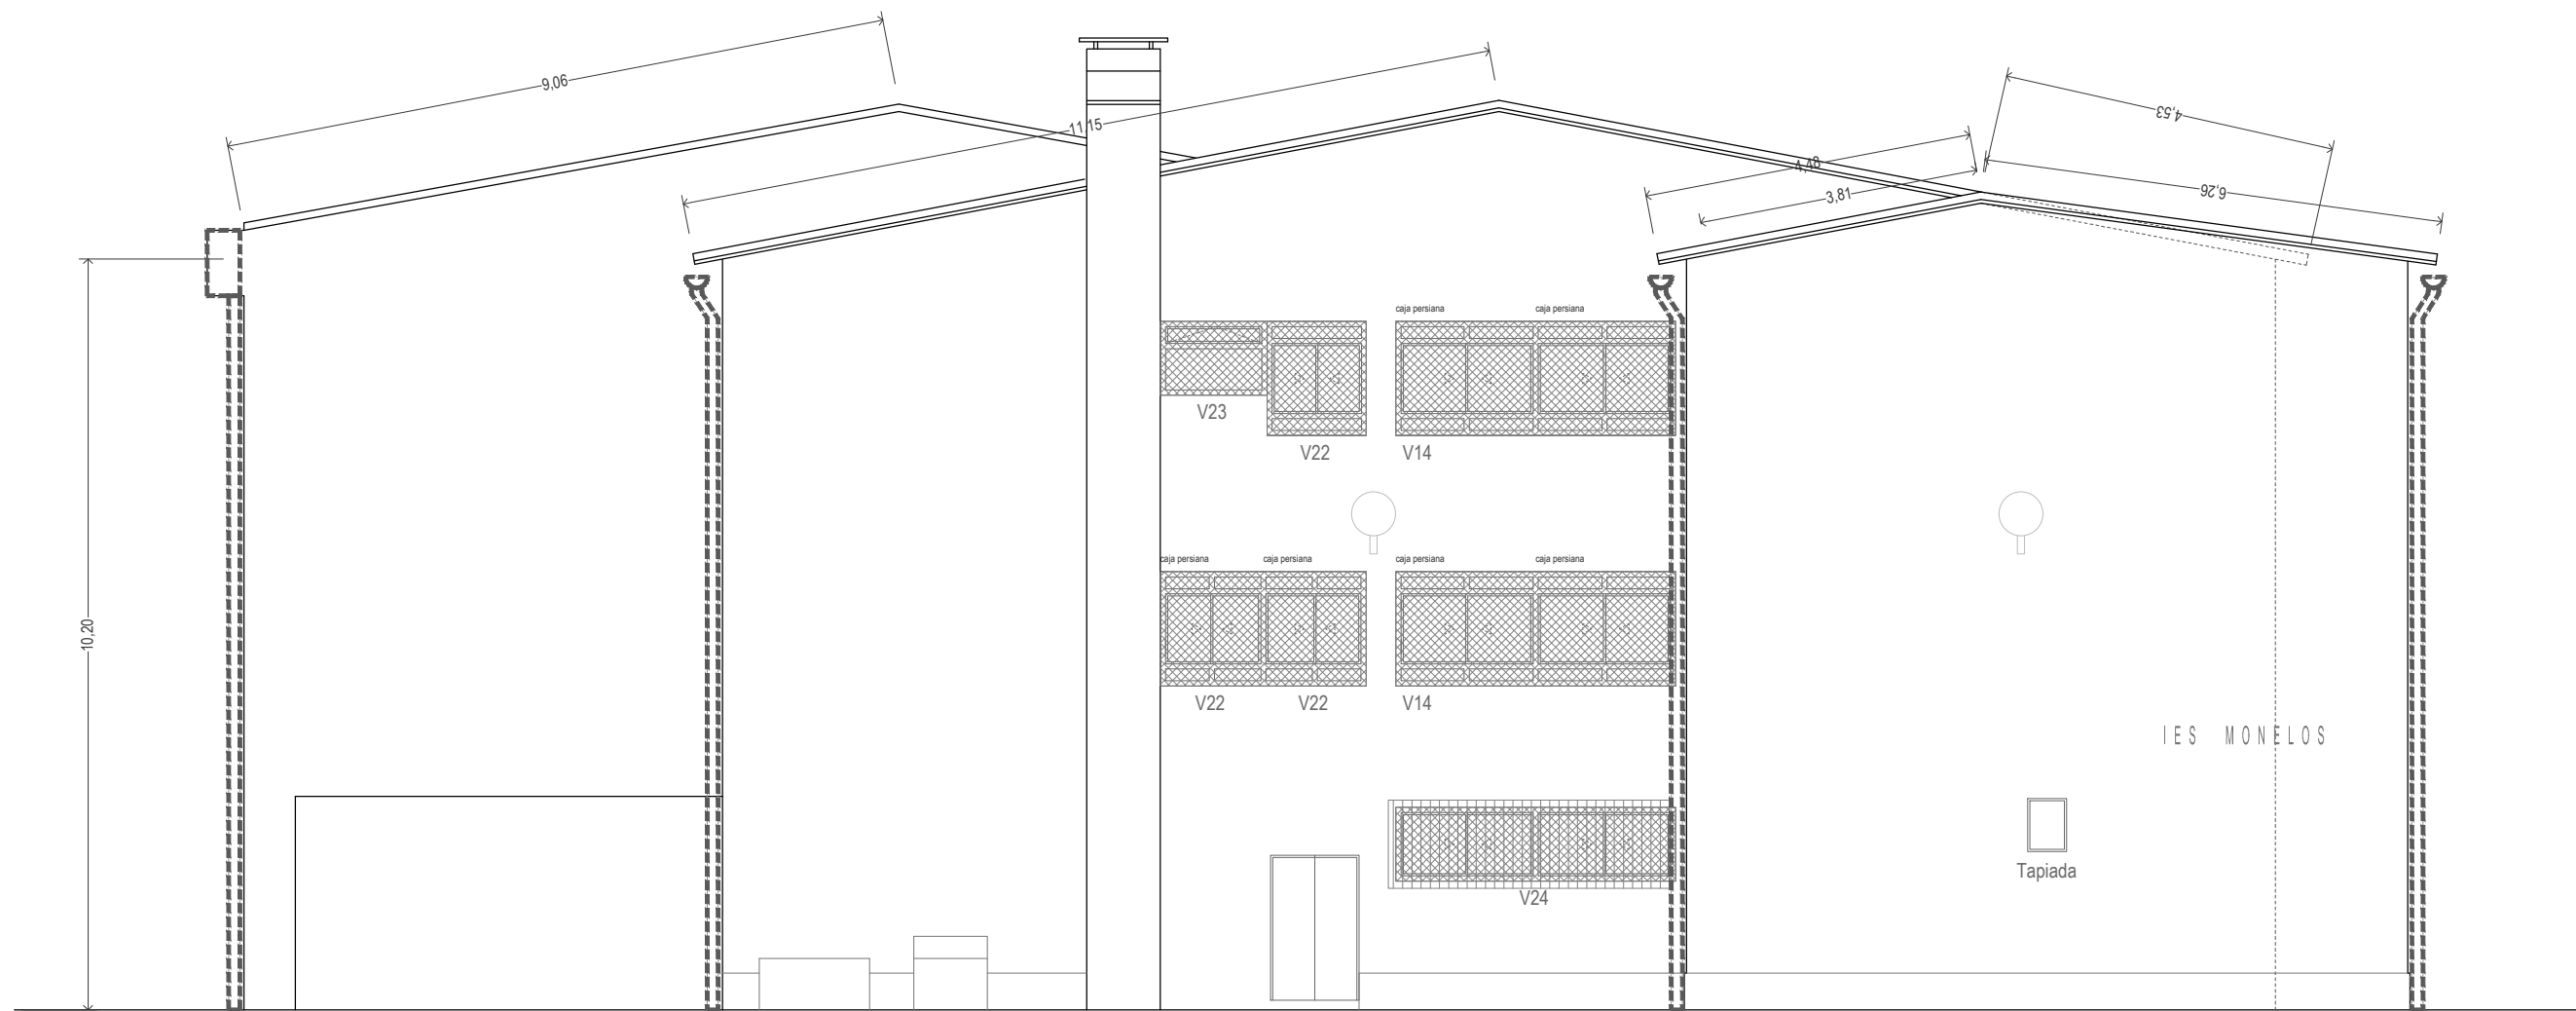 9,06
11,15
4,53
4,48
3,81
6,26
10,20
caja persiana
caja persiana
V23
V22
V14
caja persiana
caja persiana
caja persiana
caja persiana
V22
V22
V14
IES MONELOS
Tapiada
V24